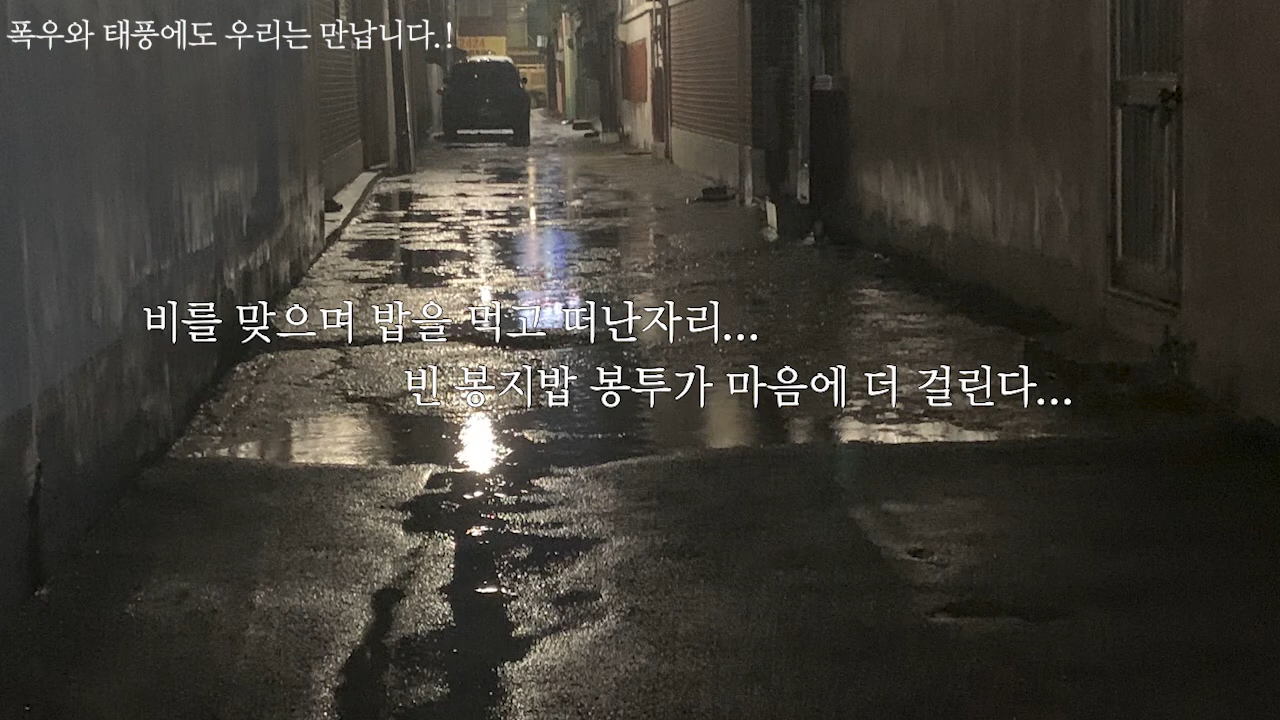 폭우와 태풍에도 우리는 만납니다.!
비를 맞으며 밥을 먹고 떠난자리...
빈 봉지밥 봉투가 마음에 더 걸린다...